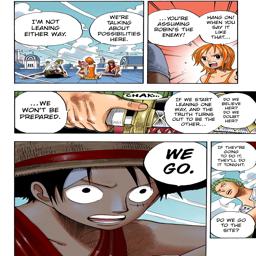 HANG ON!
WHEN YOU
SAY IT
LIKE
THAT...
...YOU'RE
ASSUMING
ROBIN'S THE
ENEMY!
WE'RE
TALKING
ABOUT
POSSIBILITIES
HERE.
I'M NOT
LEANING
EITHER WAY.
SO WE
BELIEVE
HER?
OR
DOUBT
HER?
IF WE START
LEANING ONE
WAY, AND THE
TRUTH TURNS
OUT TO BE THE
OTHER...
CHAK...
...WE
WON'T BE
PREPARED.
IF THEY'RE
GOING TO
DO IT,
THEY'LL
DO IT
TONIGHT.
DO WE GO
TO THE
SITE?
WE
GO.